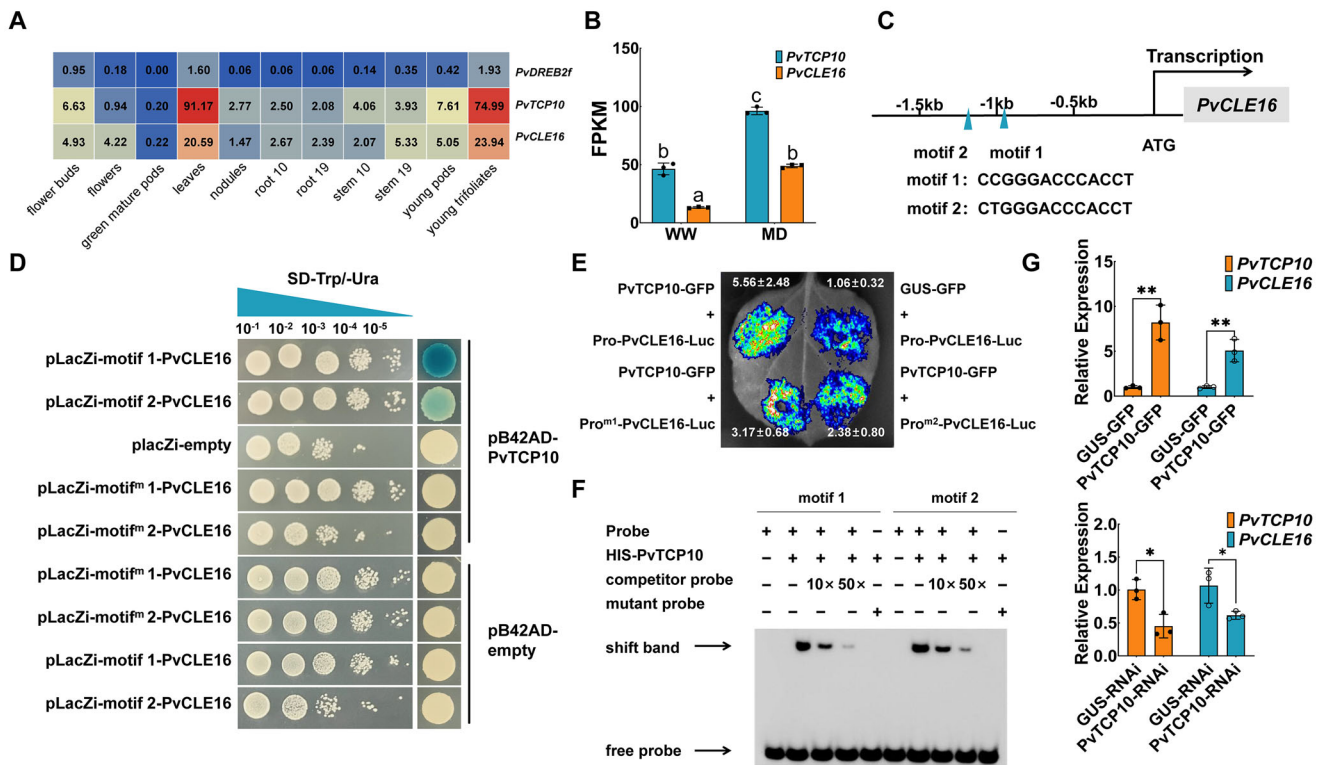 A
0.95 0.18 0.00 1.60 0.06 0.06 0.06 0.14 0.35 0.42 1.93 PvDREB2f
6.63 0.94 0.20 91.17 2.77 2.50 2.08 4.06 3.93 7.61 74.99 PvTCP10
4.93 4.22 0.22 20.59 1.47 2.67 2.39 2.07 5.33 5.05 23.94 PvCLE16
flower buds
flowers
green mature pods
leaves
nodules
root 10
root 19
stem 10
stem 19
young pods
young trifoliates
B
FPKM
150
100
50
0
PvTCP10
PvCLE16
b
a
c
b
WW MD
C
Transcription
-1.5kb -1kb -0.5kb
PvCLE16
ATG
motif 2 motif 1
motif 1: CCGGGACCCACCT
motif 2: CTGGGACCCACCT
D
SD-Trp/-Ura
10-1 10-2 10-3 10-4 10-5
pLacZi-motif 1-PvCLE16
pLacZi-motif 2-PvCLE16
placZi-empty
pLacZi-motifᵐ 1-PvCLE16
pLacZi-motifᵐ 2-PvCLE16
pB42AD-
PvTCP10
pLacZi-motifᵐ 1-PvCLE16
pLacZi-motifᵐ 2-PvCLE16
pLacZi-motif 1-PvCLE16
pLacZi-motif 2-PvCLE16
pB42AD-
empty
E
PvTCP10-GFP
+
Pro-PvCLE16-Luc
5.56±2.48
1.06±0.32
GUS-GFP
+
Pro-PvCLE16-Luc
PvTCP10-GFP
+
Proᵐ¹-PvCLE16-Luc
3.17±0.68
2.38±0.80
PvTCP10-GFP
+
Proᵐ²-PvCLE16-Luc
F
motif 1 motif 2
Probe + + + + − + + + + −
HIS-PvTCP10 − + + + + − + + + +
competitor probe − − 10× 50× − − − 10× 50× −
mutant probe − − − − + − − − − +
shift band
free probe
G
Relative Expression
15
10
5
0
PvTCP10
PvCLE16
**
**
GUS-GFP
PvTCP10-GFP
GUS-GFP
PvTCP10-GFP
Relative Expression
2.0
1.5
1.0
0.5
0.0
PvTCP10
PvCLE16
*
*
GUS-RNAi
PvTCP10-RNAi
GUS-RNAi
PvTCP10-RNAi